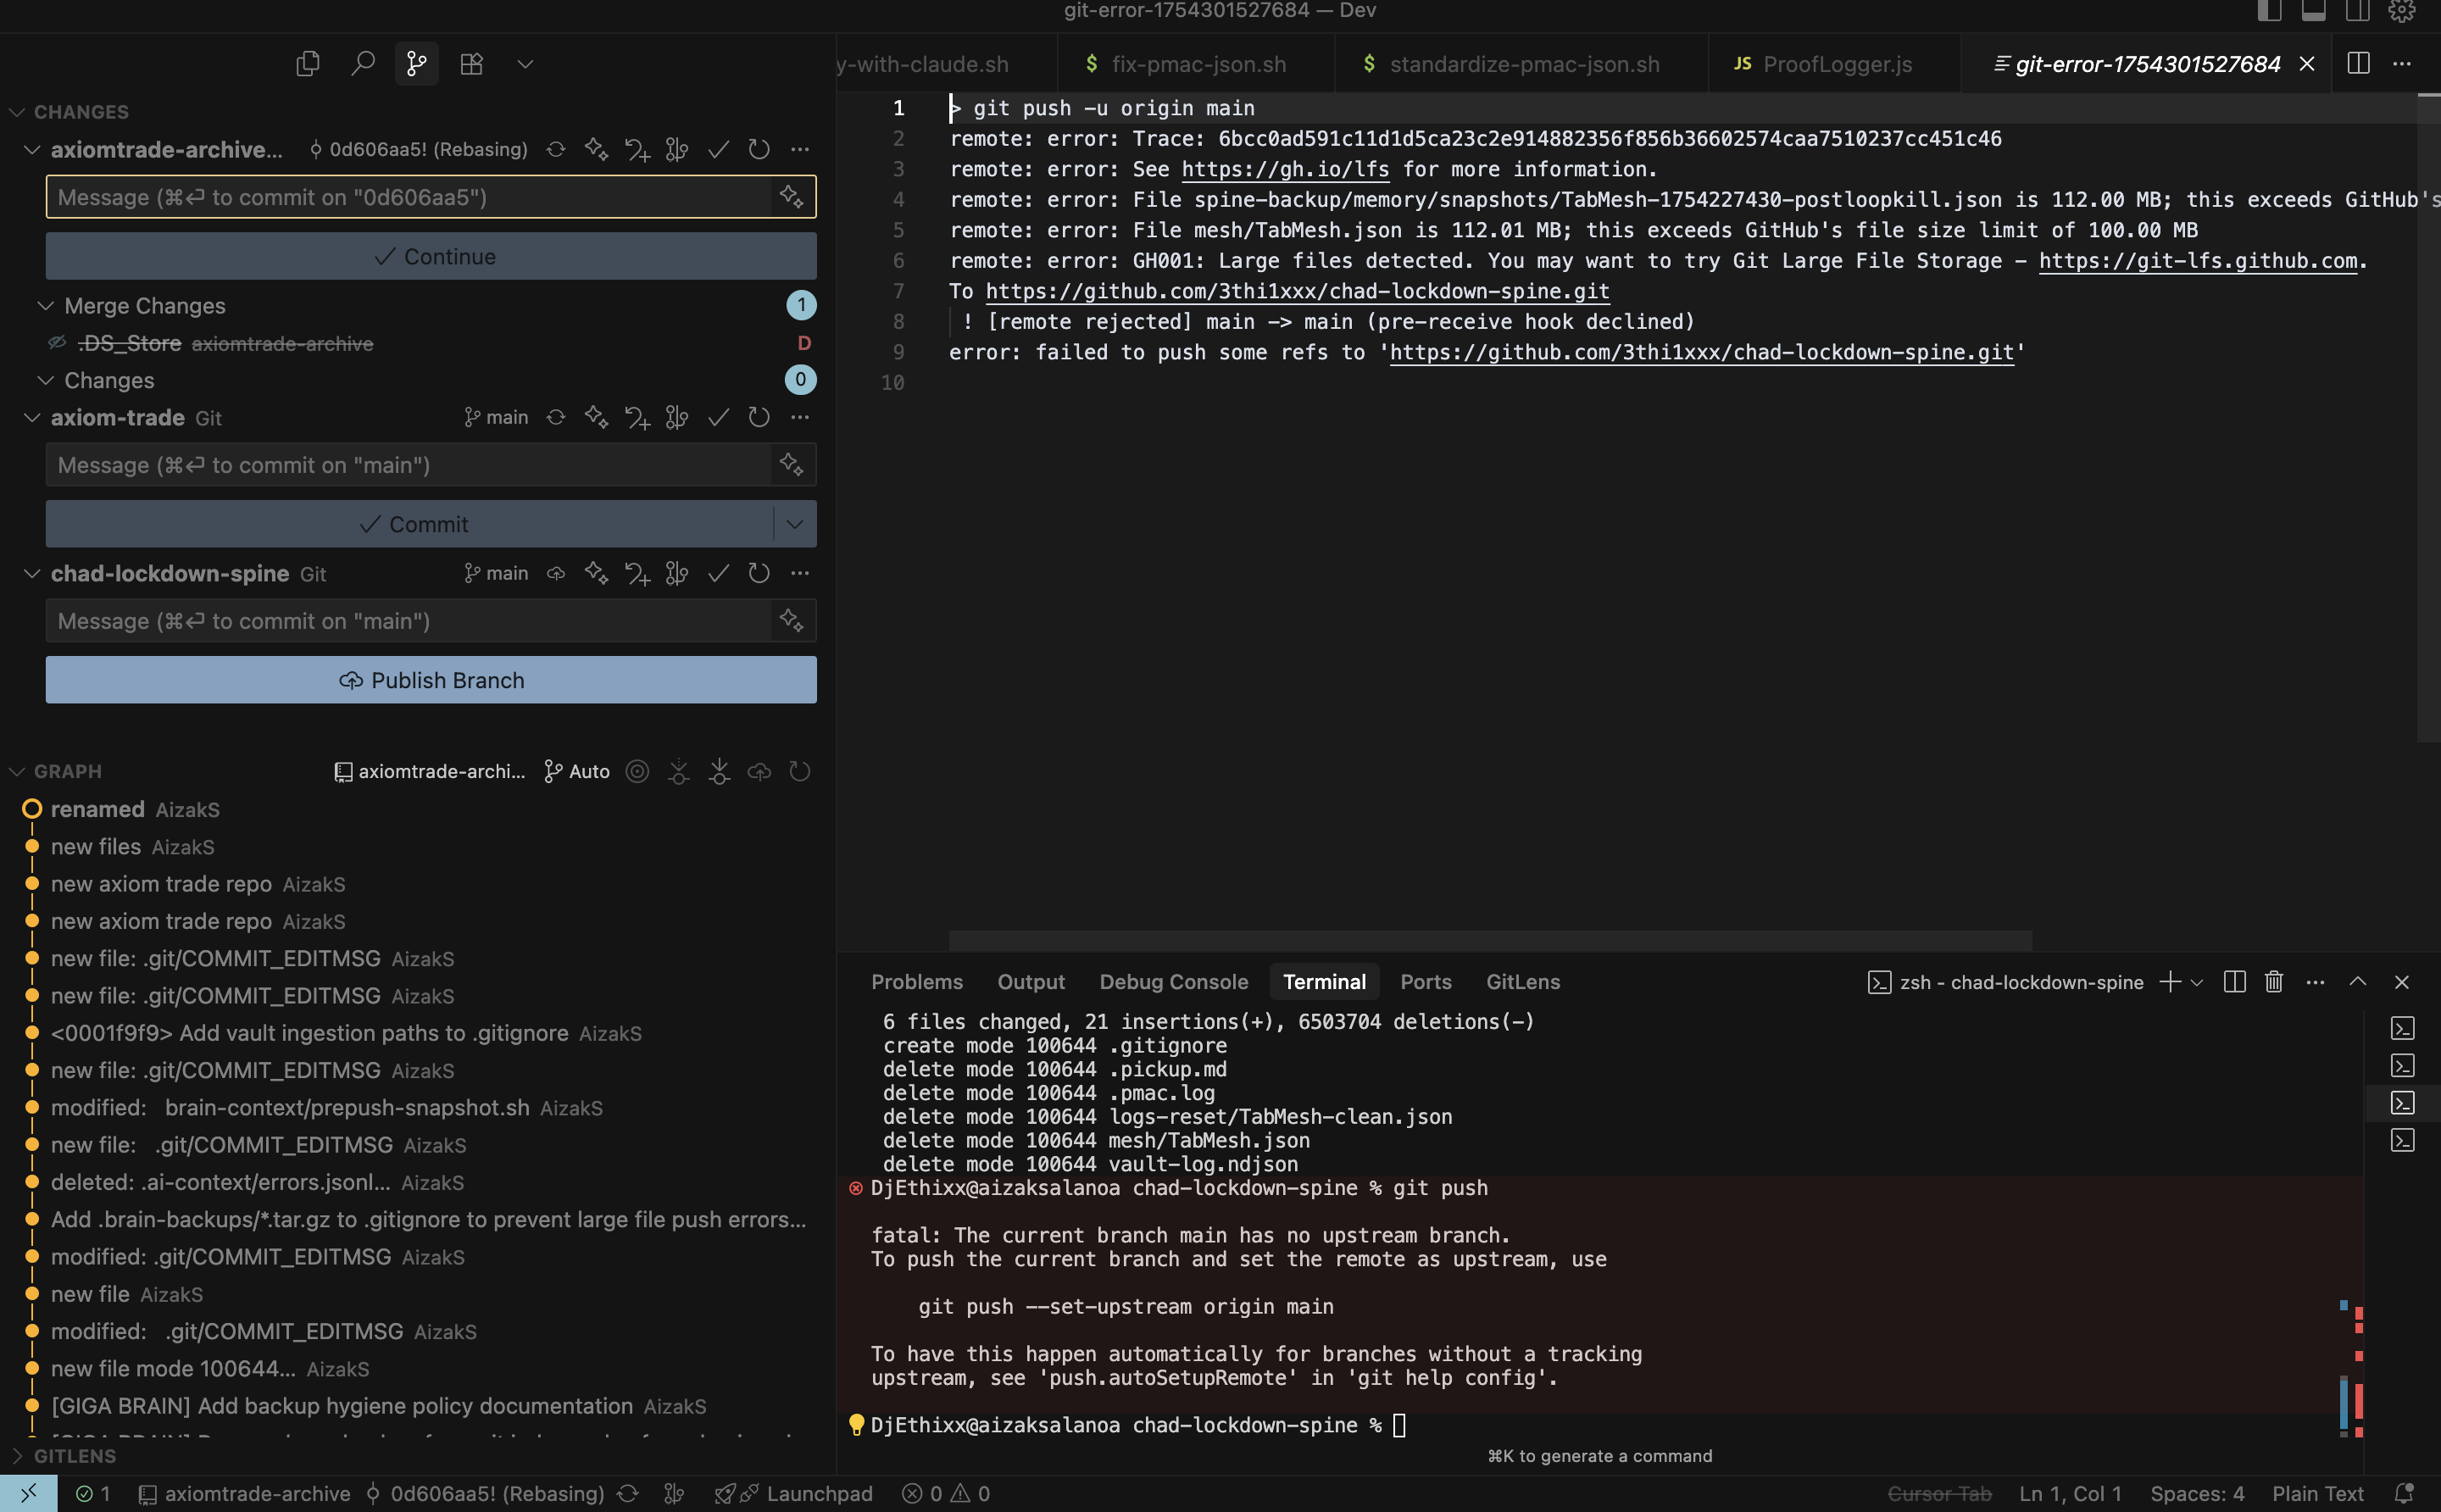 git-error-1754301527684 — Dev
CHANGES
axiomtrade-archive... 0d606aa5! (Rebasing)
Message (⌘⏎ to commit on "0d606aa5")
Continue
Merge Changes 1
.DS_Store axiomtrade-archive D
Changes 0
axiom-trade Git main
Message (⌘⏎ to commit on "main")
Commit
chad-lockdown-spine Git main
Message (⌘⏎ to commit on "main")
Publish Branch
GRAPH axiomtrade-archi... Auto
renamed AizakS
new files AizakS
new axiom trade repo AizakS
new axiom trade repo AizakS
new file: .git/COMMIT_EDITMSG AizakS
new file: .git/COMMIT_EDITMSG AizakS
<0001f9f9> Add vault ingestion paths to .gitignore AizakS
new file: .git/COMMIT_EDITMSG AizakS
modified: brain-context/prepush-snapshot.sh AizakS
new file: .git/COMMIT_EDITMSG AizakS
deleted: .ai-context/errors.jsonl... AizakS
Add .brain-backups/*.tar.gz to .gitignore to prevent large file push errors...
modified: .git/COMMIT_EDITMSG AizakS
new file AizakS
modified: .git/COMMIT_EDITMSG AizakS
new file mode 100644... AizakS
[GIGA BRAIN] Add backup hygiene policy documentation AizakS
GITLENS
y-with-claude.sh $ fix-pmac-json.sh $ standardize-pmac-json.sh JS ProofLogger.js git-error-1754301527684
1 > git push -u origin main
2 remote: error: Trace: 6bcc0ad591c11d1d5ca23c2e914882356f856b36602574caa7510237cc451c46
3 remote: error: See https://gh.io/lfs for more information.
4 remote: error: File spine-backup/memory/snapshots/TabMesh-1754227430-postloopkill.json is 112.00 MB; this exceeds GitHub's
5 remote: error: File mesh/TabMesh.json is 112.01 MB; this exceeds GitHub's file size limit of 100.00 MB
6 remote: error: GH001: Large files detected. You may want to try Git Large File Storage - https://git-lfs.github.com.
7 To https://github.com/3thi1xxx/chad-lockdown-spine.git
8 ! [remote rejected] main -> main (pre-receive hook declined)
9 error: failed to push some refs to 'https://github.com/3thi1xxx/chad-lockdown-spine.git'
10
Problems Output Debug Console Terminal Ports GitLens zsh - chad-lockdown-spine
6 files changed, 21 insertions(+), 6503704 deletions(-)
create mode 100644 .gitignore
delete mode 100644 .pickup.md
delete mode 100644 .pmac.log
delete mode 100644 logs-reset/TabMesh-clean.json
delete mode 100644 mesh/TabMesh.json
delete mode 100644 vault-log.ndjson
DjEthixx@aizaksalanoa chad-lockdown-spine % git push
fatal: The current branch main has no upstream branch.
To push the current branch and set the remote as upstream, use
git push --set-upstream origin main
To have this happen automatically for branches without a tracking
upstream, see 'push.autoSetupRemote' in 'git help config'.
DjEthixx@aizaksalanoa chad-lockdown-spine %
⌘K to generate a command
1 axiomtrade-archive 0d606aa5! (Rebasing) Launchpad 0 0 Cursor Tab Ln 1, Col 1 Spaces: 4 Plain Text